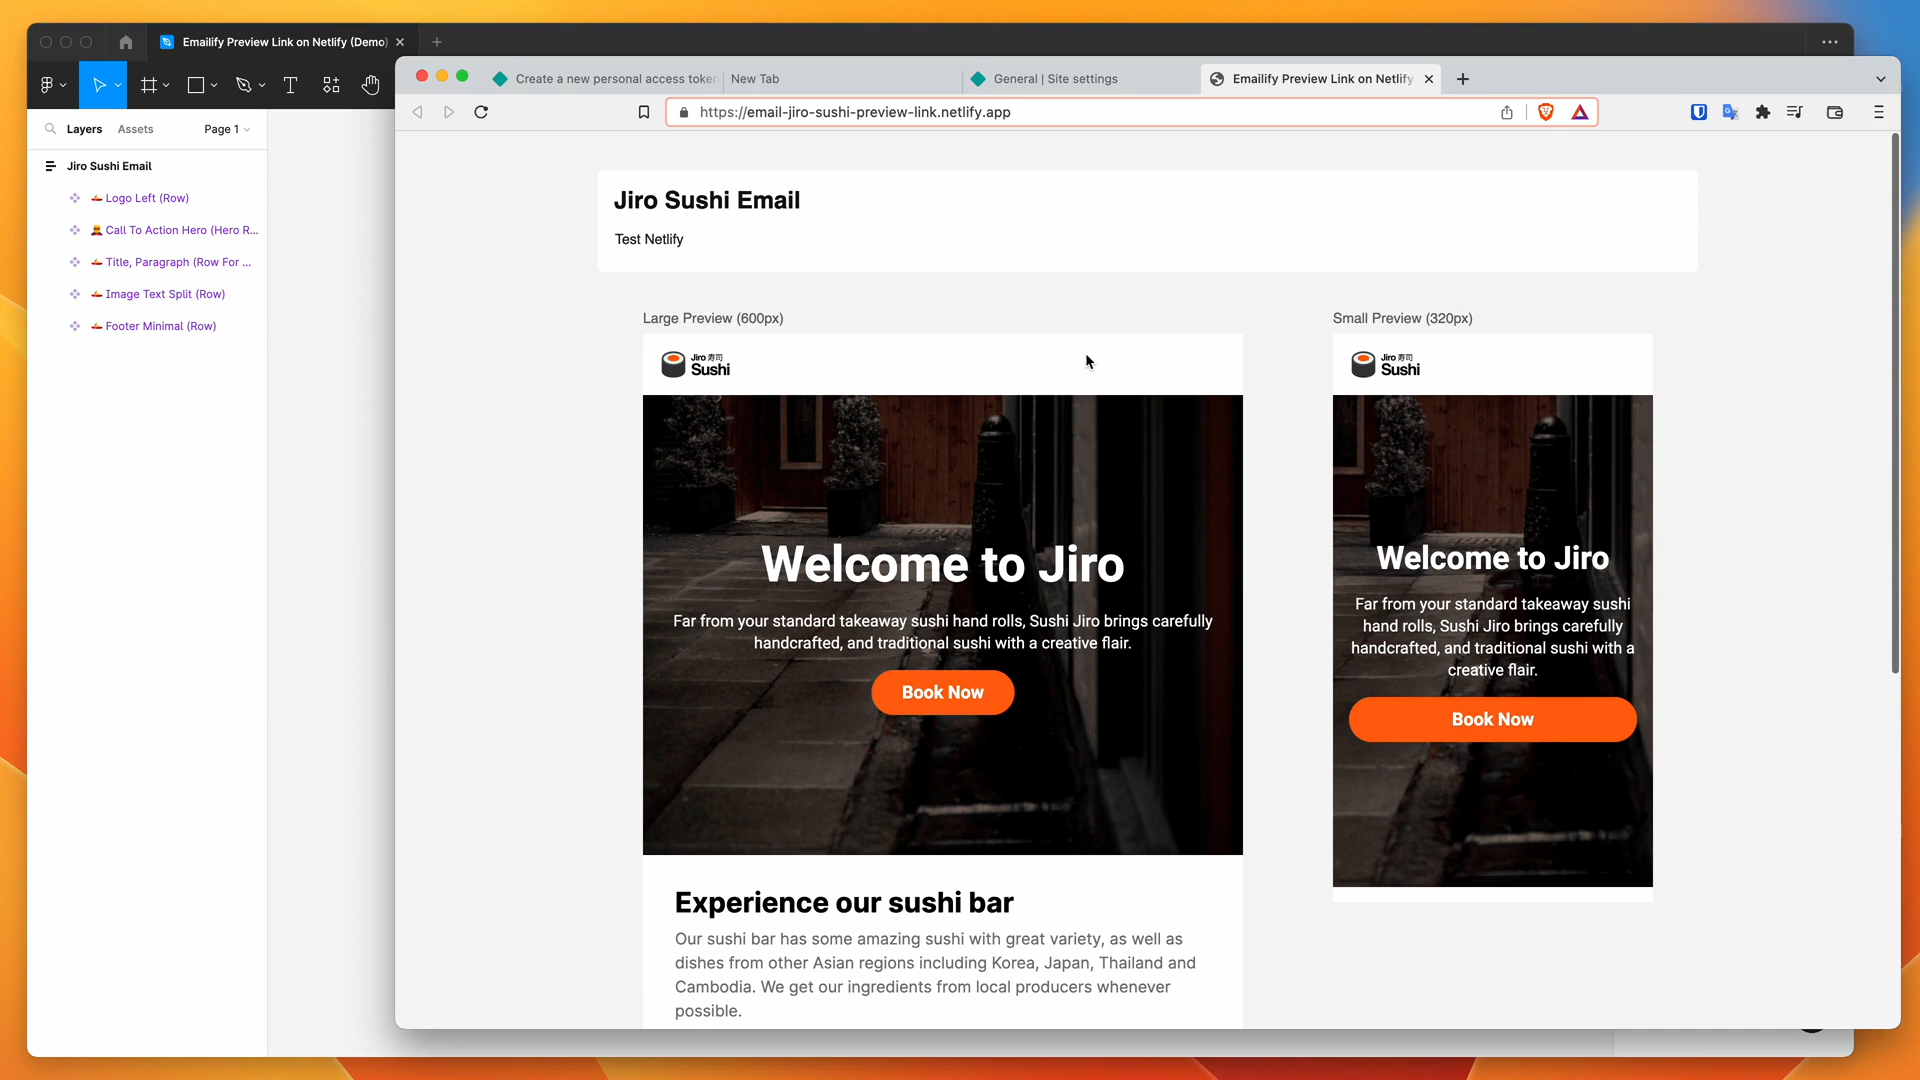 Emailify Preview Link on Netlify (Demo)
Create a new personal access token
New Tab
General | Site settings
Emailify Preview Link on Netlify
https://email-jiro-sushi-preview-link.netlify.app
Layers
Assets
Page 1
Jiro Sushi Email
Logo Left (Row)
Call To Action Hero (Hero R...
Title, Paragraph (Row For ...
Image Text Split (Row)
Footer Minimal (Row)
Jiro Sushi Email
Test Netlify
Large Preview (600px)
Jiro 寿司
Sushi
Welcome to Jiro
Far from your standard takeaway sushi hand rolls, Sushi Jiro brings carefully
handcrafted, and traditional sushi with a creative flair.
Book Now
Experience our sushi bar
Our sushi bar has some amazing sushi with great variety, as well as
dishes from other Asian regions including Korea, Japan, Thailand and
Cambodia. We get our ingredients from local producers whenever
possible.
Small Preview (320px)
Jiro 寿司
Sushi
Welcome to Jiro
Far from your standard takeaway sushi
hand rolls, Sushi Jiro brings carefully
handcrafted, and traditional sushi with a
creative flair.
Book Now